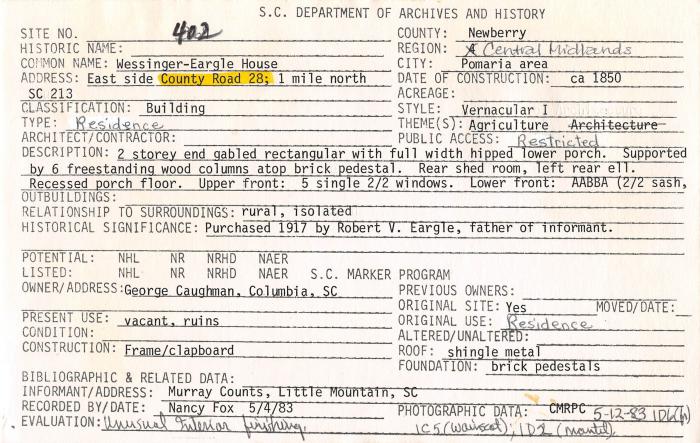 S.C. DEPARTMENT OF ARCHIVES AND HISTORY
SITE NO. 402 COUNTY: Newberry
HISTORIC NAME: REGION: Central Midlands
COMMON NAME: Wessinger-Eargle House CITY: Pomaria area
ADDRESS: East side County Road 28; 1 mile north DATE OF CONSTRUCTION: ca 1850
SC 213 ACREAGE:
CLASSIFICATION: Building STYLE: Vernacular I
TYPE: Residence THEME(S): Agriculture Architecture
ARCHITECT/CONTRACTOR: PUBLIC ACCESS: Restricted
DESCRIPTION: 2 storey end gabled rectangular with full width hipped lower porch. Supported
by 6 freestanding wood columns atop brick pedestal. Rear shed room, left rear ell.
Recessed porch floor. Upper front: 5 single 2/2 windows. Lower front: AABBA (2/2 sash,
OUTBUILDINGS:
RELATIONSHIP TO SURROUNDINGS: rural, isolated
HISTORICAL SIGNIFICANCE: Purchased 1917 by Robert V. Eargle, father of informant.
POTENTIAL: NHL NR NRHD NAER
LISTED: NHL NR NRHD NAER S.C. MARKER PROGRAM
OWNER/ADDRESS: George Caughman, Columbia, SC PREVIOUS OWNERS:
ORIGINAL SITE: Yes MOVED/DATE:
PRESENT USE: vacant, ruins ORIGINAL USE: Residence
CONDITION: ALTERED/UNALTERED:
CONSTRUCTION: Frame/clapboard ROOF: shingle metal
FOUNDATION: brick pedestals
BIBLIOGRAPHIC & RELATED DATA:
INFORMANT/ADDRESS: Murray Counts, Little Mountain, SC
RECORDED BY/DATE: Nancy Fox 5/4/83 PHOTOGRAPHIC DATA: CMRPC 5-12-83 1D1(h)
EVALUATION: Unusual interior finishing. 1C5 (wainscot); 1D2 (mantel)